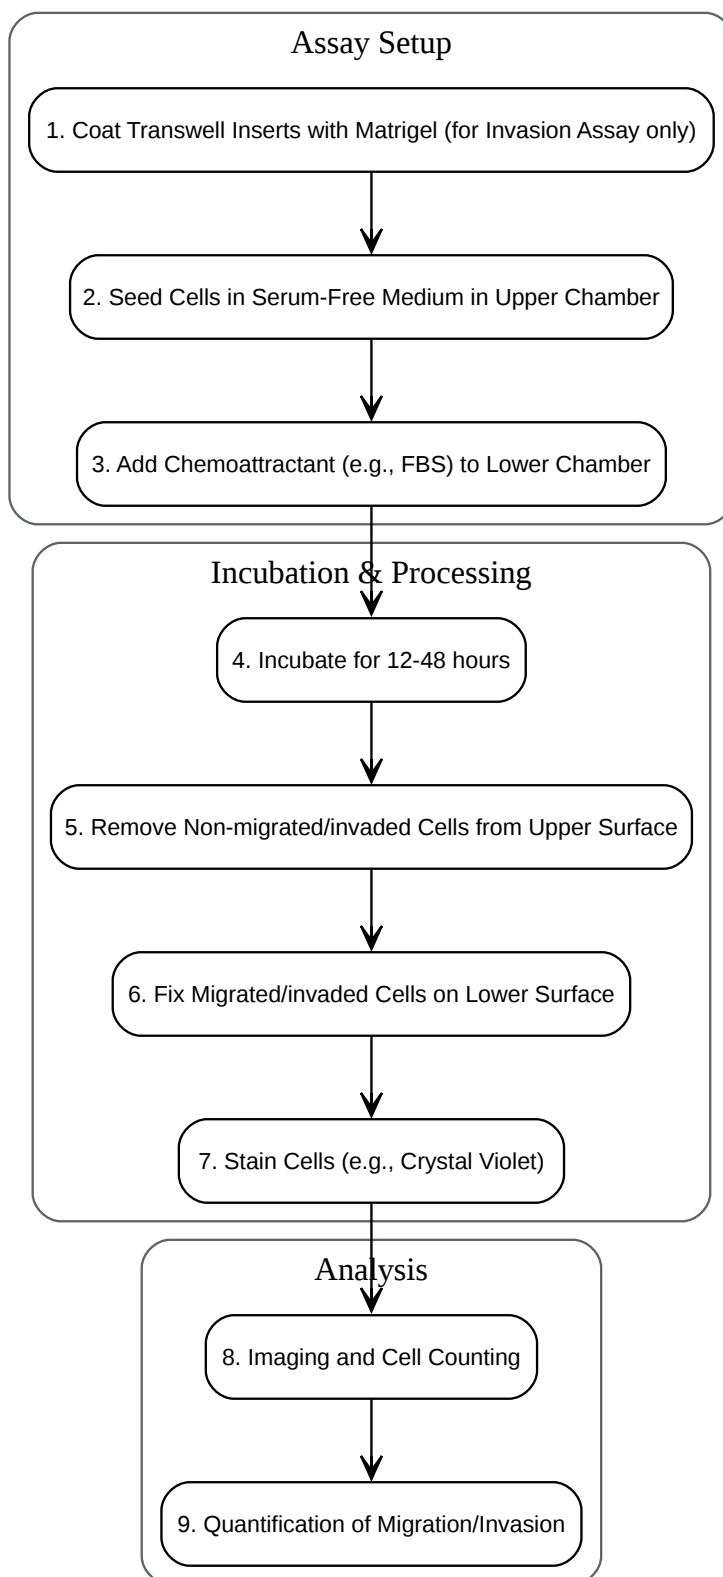 Assay Setup
1. Coat Transwell Inserts with Matrigel (for Invasion Assay only)
2. Seed Cells in Serum-Free Medium in Upper Chamber
3. Add Chemoattractant (e.g., FBS) to Lower Chamber
Incubation & Processing
4. Incubate for 12-48 hours
5. Remove Non-migrated/invaded Cells from Upper Surface
6. Fix Migrated/invaded Cells on Lower Surface
7. Stain Cells (e.g., Crystal Violet)
Analysis
8. Imaging and Cell Counting
9. Quantification of Migration/Invasion